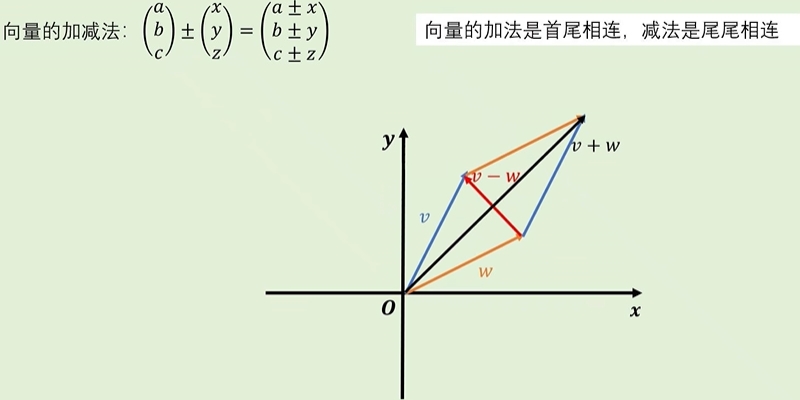 向量的加减法: (a b c) ± (x y z) = (a ± x b ± y c ± z)
向量的加法是首尾相连，减法是尾尾相连
y
v + w
v − w
v
w
O
x